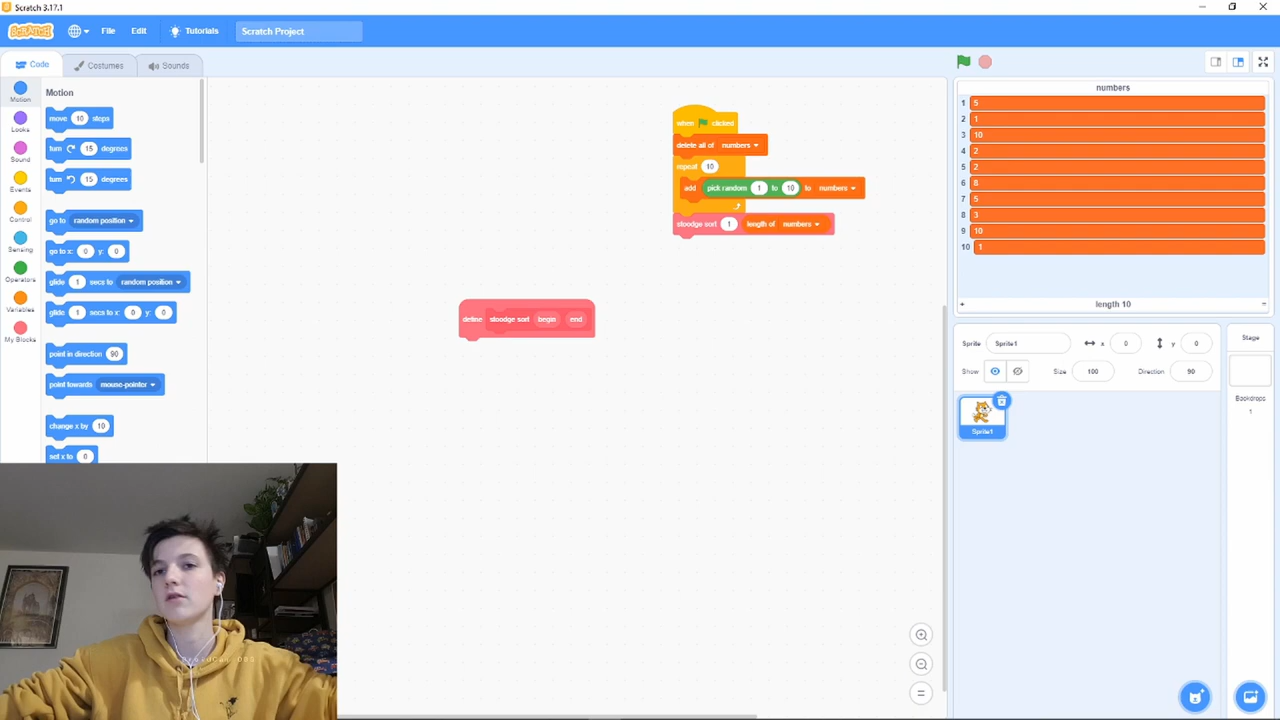 Scratch 3.17.1
SCRATCH
File
Edit
Tutorials
Scratch Project
Code
Costumes
Sounds
Motion
Looks
Sound
Events
Control
Sensing
Operators
Variables
My Blocks
Motion
move 10 steps
turn 15 degrees
turn 15 degrees
go to random position
go to x: 0 y: 0
glide 1 secs to random position
glide 1 secs to x: 0 y: 0
point in direction 90
point towards mouse-pointer
change x by 10
set x to 0
when clicked
delete all of numbers
repeat 10
add pick random 1 to 10 to numbers
stoodge sort 1 length of numbers
define stoodge sort begin end
numbers
1 5
2 1
3 10
4 2
5 2
6 8
7 5
8 3
9 10
10 1
+ length 10 =
Sprite Sprite1 x 0 y 0
Show Size 100 Direction 90
Sprite1
Stage
Backdrops
1